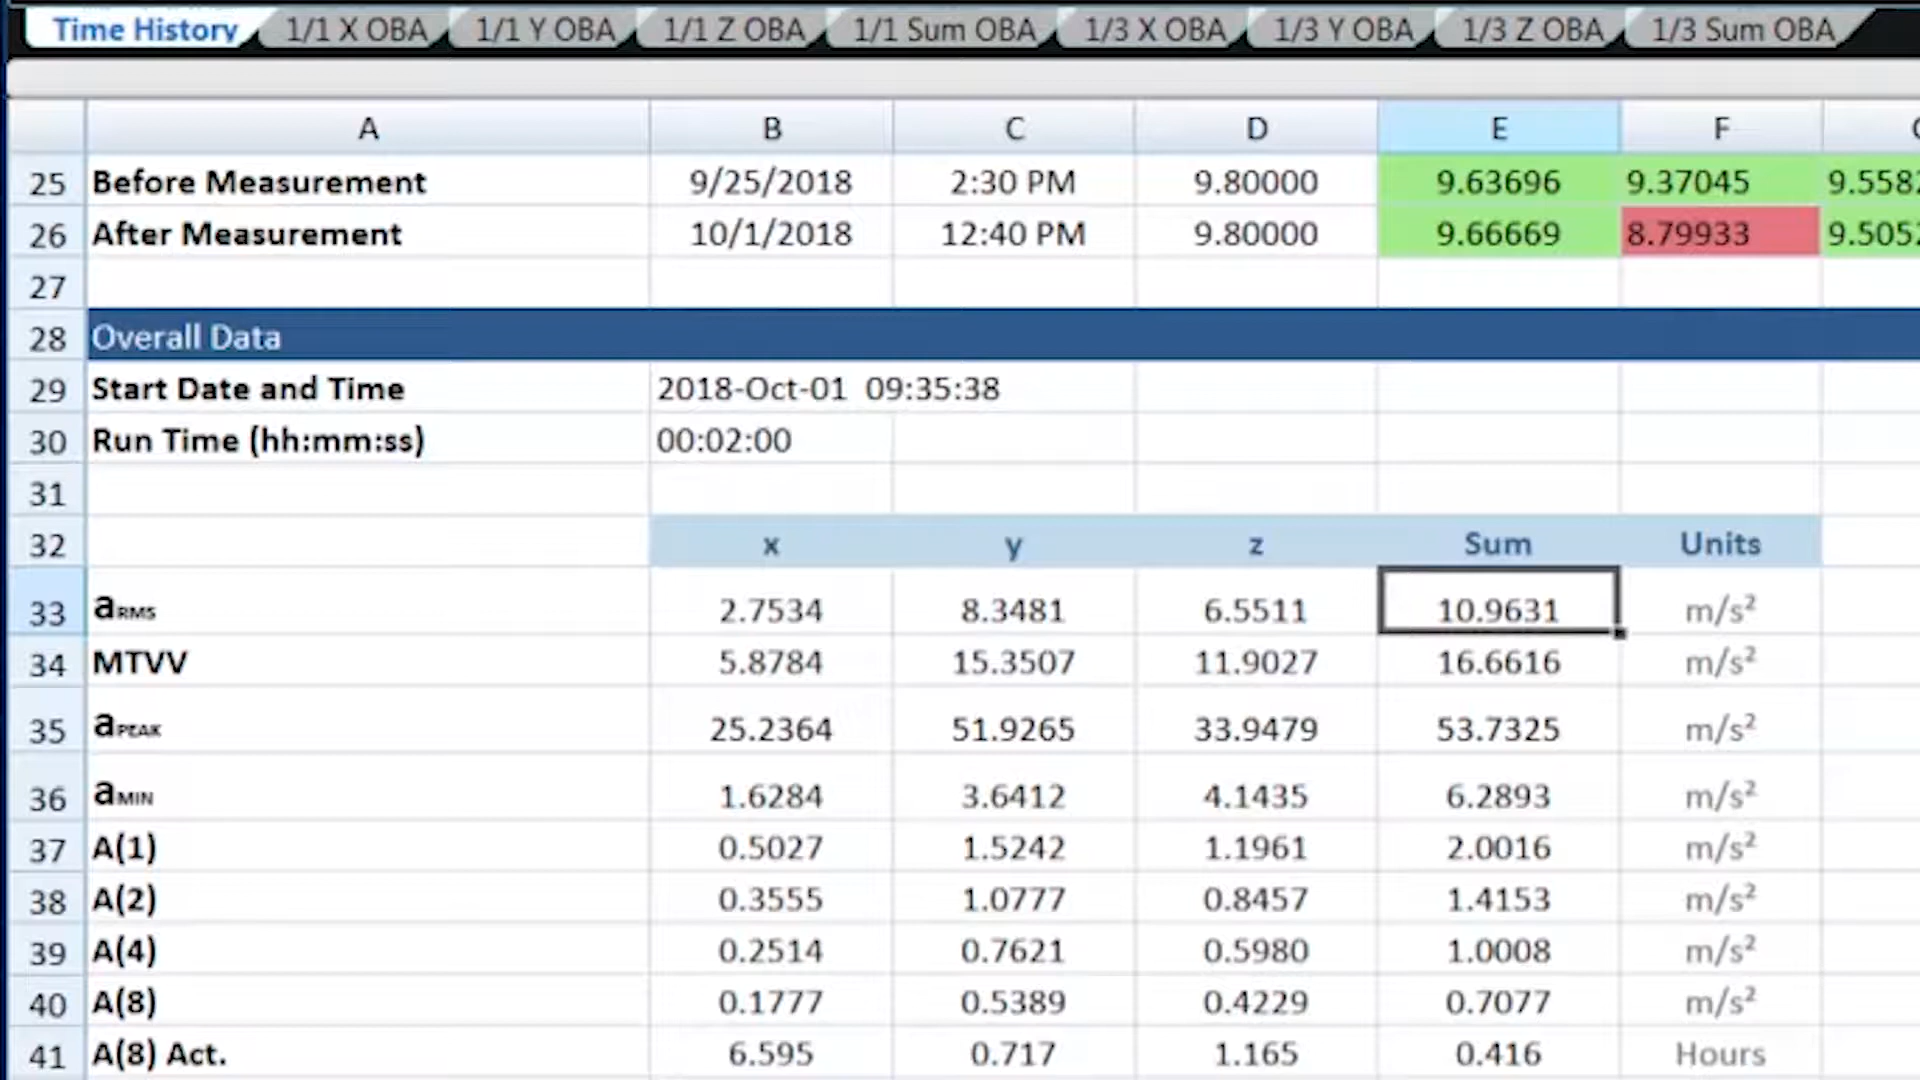 Time History 1/1 X OBA 1/1 Y OBA 1/1 Z OBA 1/1 Sum OBA 1/3 X OBA 1/3 Y OBA 1/3 Z OBA 1/3 Sum OBA
A B C D E F
25 Before Measurement 9/25/2018 2:30 PM 9.80000 9.63696 9.37045 9.558
26 After Measurement 10/1/2018 12:40 PM 9.80000 9.66669 8.79933 9.505
27
28 Overall Data
29 Start Date and Time 2018-Oct-01 09:35:38
30 Run Time (hh:mm:ss) 00:02:00
31
32 x y z Sum Units
33 aRMS 2.7534 8.3481 6.5511 10.9631 m/s²
34 MTVV 5.8784 15.3507 11.9027 16.6616 m/s²
35 aPEAK 25.2364 51.9265 33.9479 53.7325 m/s²
36 aMIN 1.6284 3.6412 4.1435 6.2893 m/s²
37 A(1) 0.5027 1.5242 1.1961 2.0016 m/s²
38 A(2) 0.3555 1.0777 0.8457 1.4153 m/s²
39 A(4) 0.2514 0.7621 0.5980 1.0008 m/s²
40 A(8) 0.1777 0.5389 0.4229 0.7077 m/s²
41 A(8) Act. 6.595 0.717 1.165 0.416 Hours